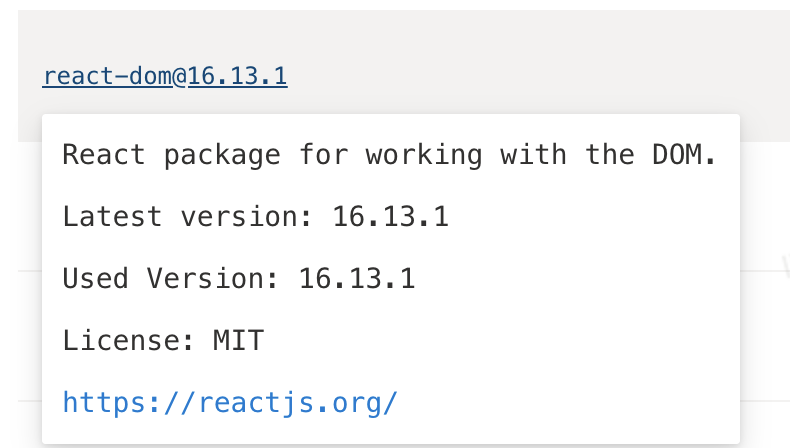 react-dom@16.13.1
React package for working with the DOM.
Latest version: 16.13.1
Used Version: 16.13.1
License: MIT
https://reactjs.org/